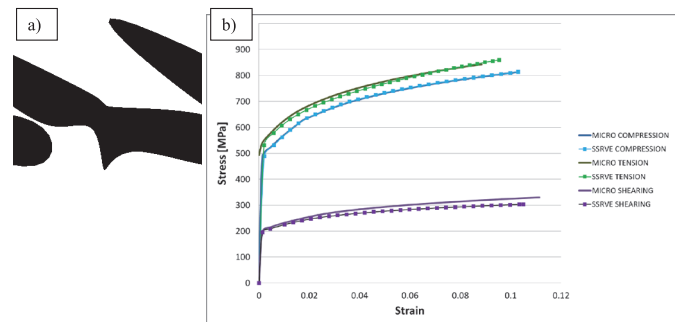 a)
b)
900
800
700
600
500
400
300
200
100
0
Stress [MPa]
0
0.02
0.04
0.06
0.08
0.1
0.12
Strain
MICRO COMPRESSION
SSRVE COMPRESSION
MICRO TENSION
SSRVE TENSION
MICRO SHEARING
SSRVE SHEARING